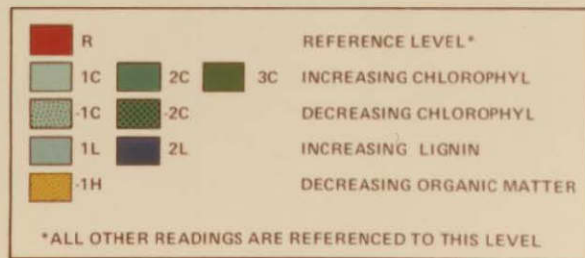 R REFERENCE LEVEL*
1C 2C 3C INCREASING CHLOROPHYL
-1C -2C DECREASING CHLOROPHYL
1L 2L INCREASING LIGNIN
-1H DECREASING ORGANIC MATTER
*ALL OTHER READINGS ARE REFERENCED TO THIS LEVEL